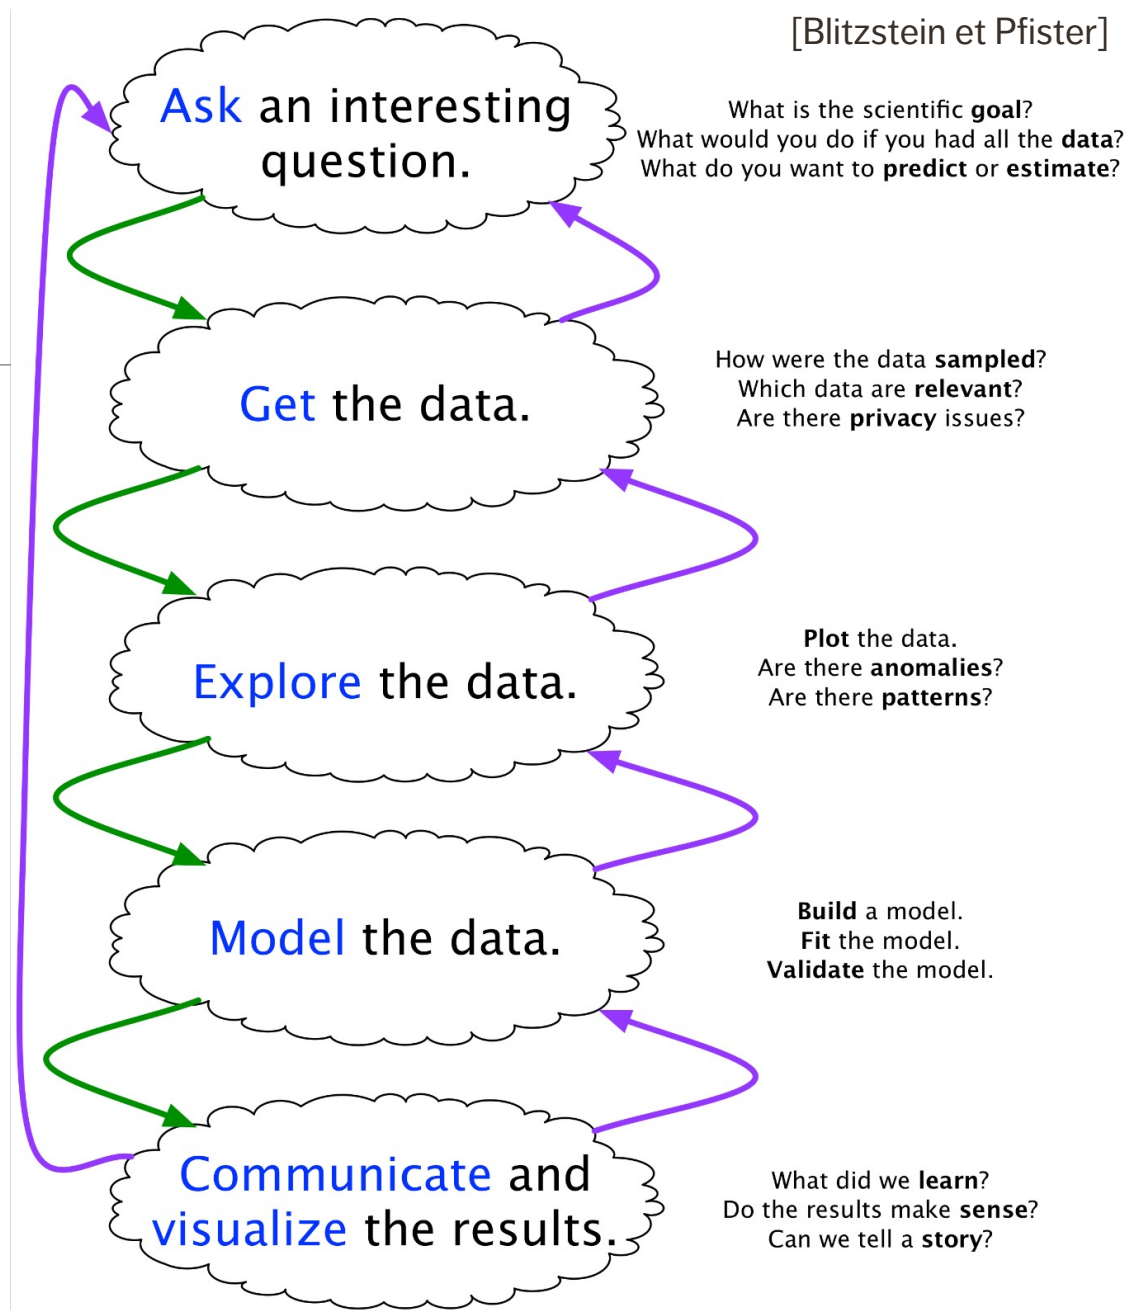 [Blitzstein et Pfister]
Ask an interesting
question.
What is the scientific goal?
What would you do if you had all the data?
What do you want to predict or estimate?
Get the data.
How were the data sampled?
Which data are relevant?
Are there privacy issues?
Explore the data.
Plot the data.
Are there anomalies?
Are there patterns?
Model the data.
Build a model.
Fit the model.
Validate the model.
Communicate and
visualize the results.
What did we learn?
Do the results make sense?
Can we tell a story?